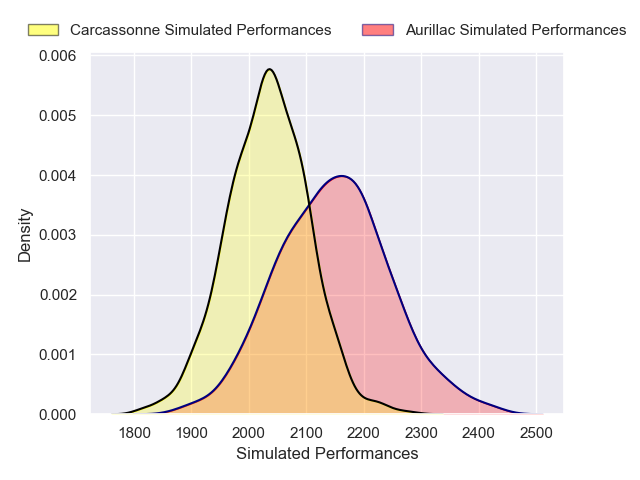 Carcassonne Simulated Performances Aurillac Simulated Performances
0.006
0.005
0.004
0.003
0.002
0.001
0.000
Density
1800 1900 2000 2100 2200 2300 2400 2500
Simulated Performances